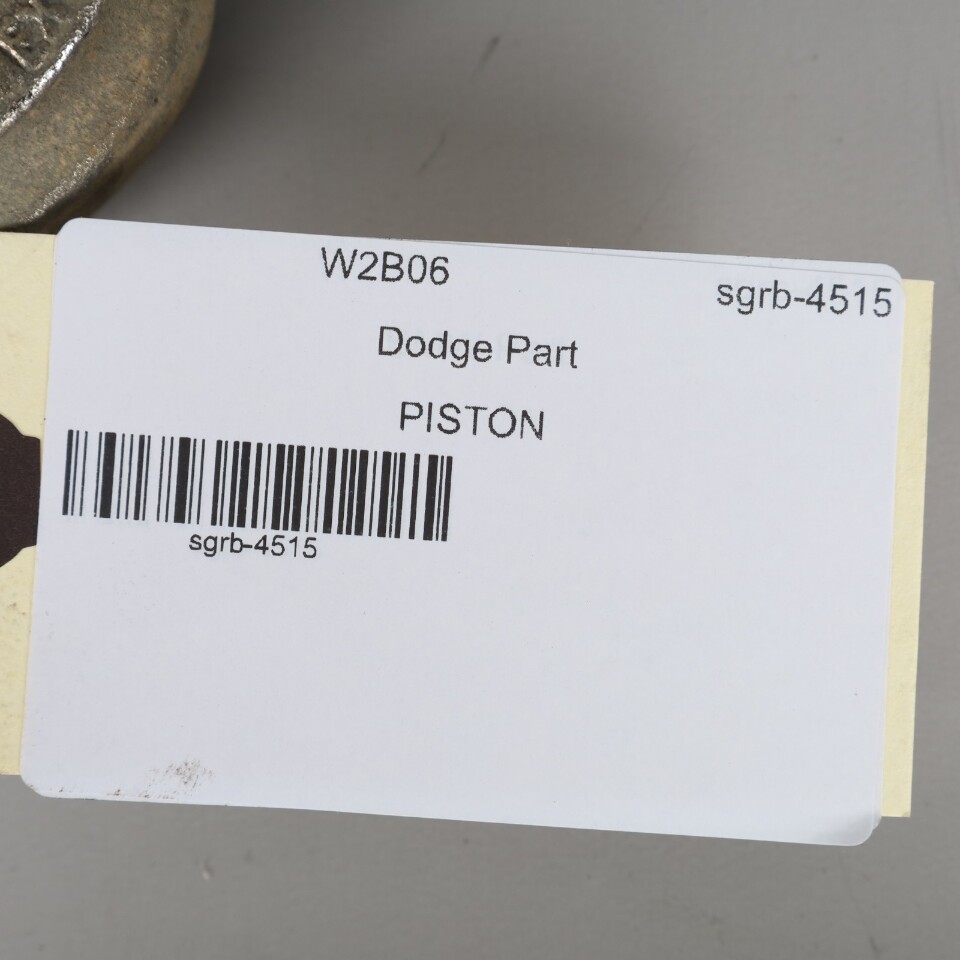 W2B06
sgrb-4515
Dodge Part
PISTON
sgrb-4515